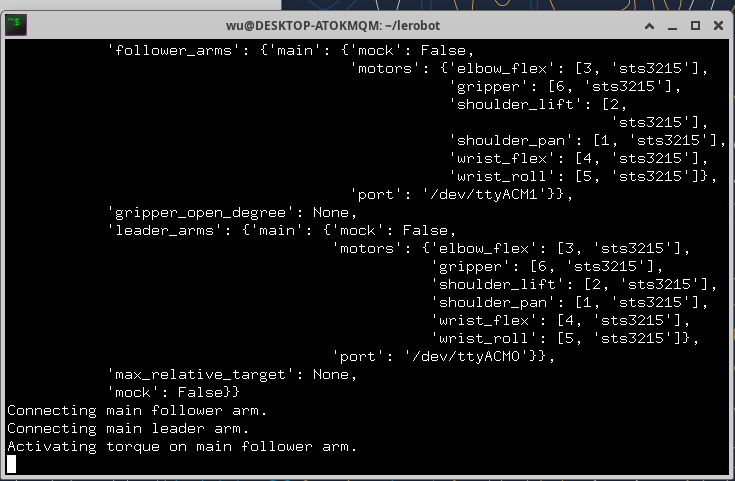 wu@DESKTOP-ATOKMQM: ~/lerobot
'follower_arms': {'main': {'mock': False,
'motors': {'elbow_flex': [3, 'sts3215'],
'gripper': [6, 'sts3215'],
'shoulder_lift': [2,
'sts3215'],
'shoulder_pan': [1, 'sts3215'],
'wrist_flex': [4, 'sts3215'],
'wrist_roll': [5, 'sts3215']},
'port': '/dev/ttyACM1'}},
'gripper_open_degree': None,
'leader_arms': {'main': {'mock': False,
'motors': {'elbow_flex': [3, 'sts3215'],
'gripper': [6, 'sts3215'],
'shoulder_lift': [2, 'sts3215'],
'shoulder_pan': [1, 'sts3215'],
'wrist_flex': [4, 'sts3215'],
'wrist_roll': [5, 'sts3215']},
'port': '/dev/ttyACM0'}},
'max_relative_target': None,
'mock': False}}
Connecting main follower arm.
Connecting main leader arm.
Activating torque on main follower arm.